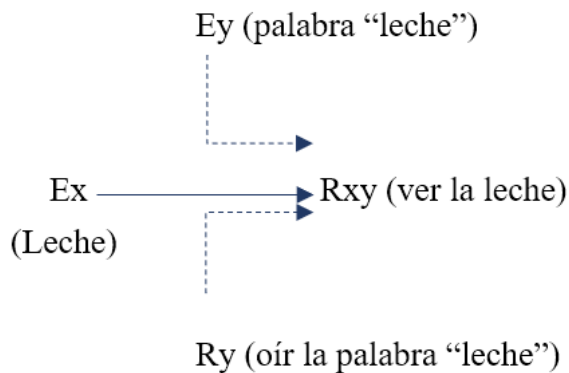 Ey (palabra “leche”)
Ex
Rxy (ver la leche)
(Leche)
Ry (oír la palabra “leche”)